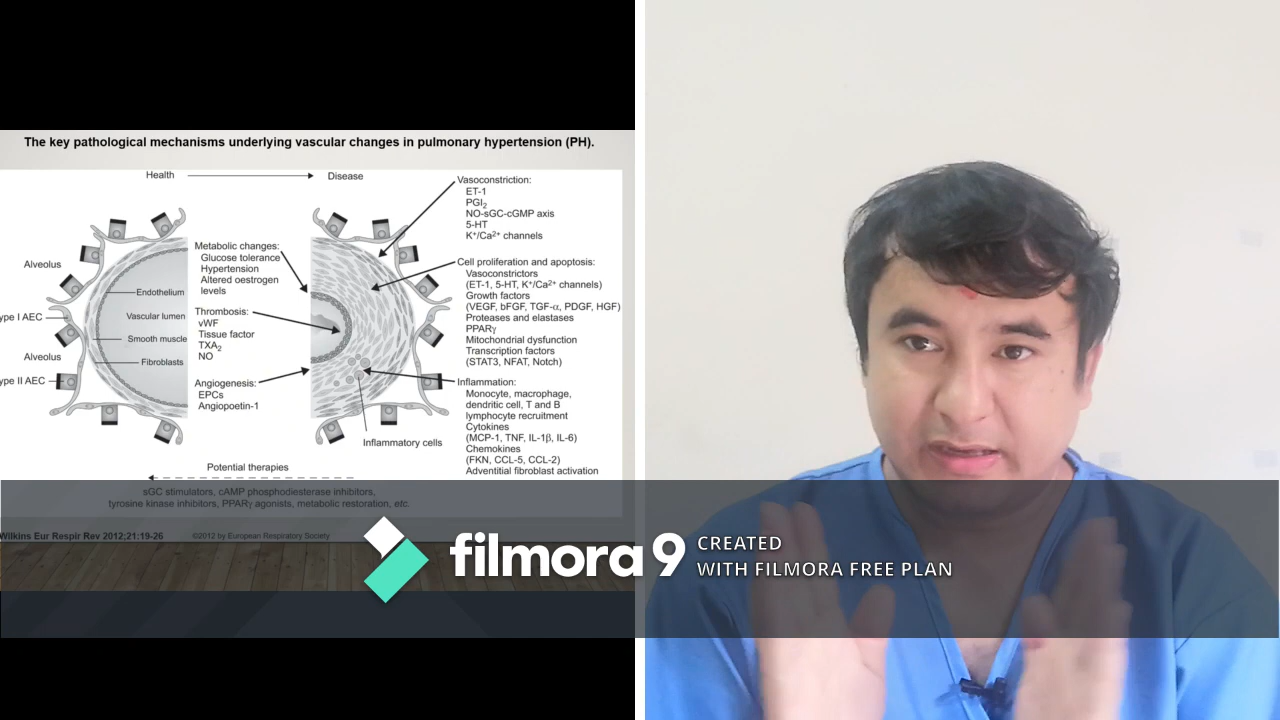 The key pathological mechanisms underlying vascular changes in pulmonary hypertension (PH).
Health
Disease
Alveolus
ype I AEC
Alveolus
ype II AEC
Endothelium
Vascular lumen
Smooth muscle
Fibroblasts
Metabolic changes:
Glucose tolerance
Hypertension
Altered oestrogen
levels
Thrombosis:
vWF
Tissue factor
TXA₂
NO
Angiogenesis:
EPCs
Angiopoetin-1
Vasoconstriction:
ET-1
PGI₂
NO-sGC-cGMP axis
5-HT
K⁺/Ca²⁺ channels
Cell proliferation and apoptosis:
Vasoconstrictors
(ET-1, 5-HT, K⁺/Ca²⁺ channels)
Growth factors
(VEGF, bFGF, TGF-α, PDGF, HGF)
Proteases and elastases
PPARγ
Mitochondrial dysfunction
Transcription factors
(STAT3, NFAT, Notch)
Inflammation:
Monocyte, macrophage,
dendritic cell, T and B
lymphocyte recruitment
Cytokines
(MCP-1, TNF, IL-1β, IL-6)
Chemokines
(FKN, CCL-5, CCL-2)
Adventitial fibroblast activation
Inflammatory cells
Potential therapies
sGC stimulators, cAMP phosphodiesterase inhibitors,
tyrosine kinase inhibitors, PPARγ agonists, metabolic restoration, etc.
Wilkins Eur Respir Rev 2012;21:19-26
©2012 by European Respiratory Society
filmora 9
CREATED
WITH FILMORA FREE PLAN